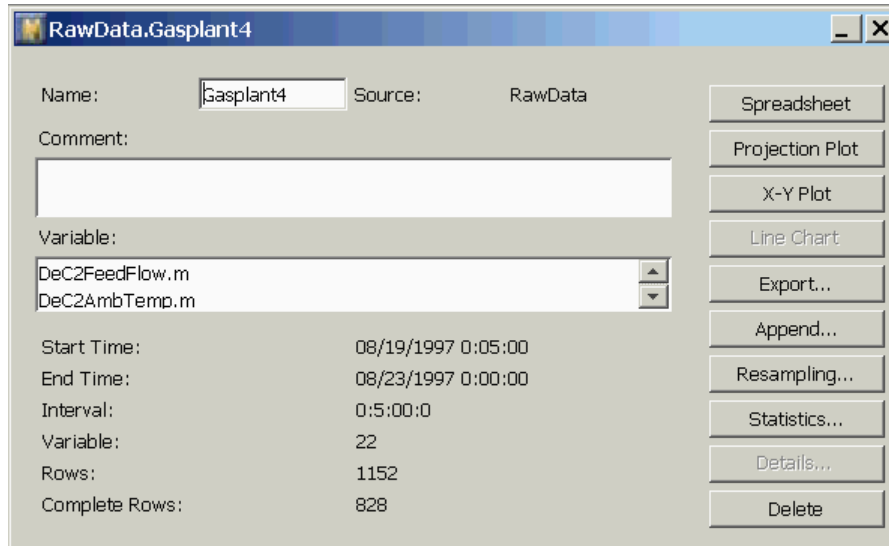 RawData.Gasplant4
Name: Gasplant4 Source: RawData
Comment:
Variable:
DeC2FeedFlow.m
DeC2AmbTemp.m
Start Time: 08/19/1997 0:05:00
End Time: 08/23/1997 0:00:00
Interval: 0:5:00:0
Variable: 22
Rows: 1152
Complete Rows: 828
Spreadsheet
Projection Plot
X-Y Plot
Line Chart
Export...
Append...
Resampling...
Statistics...
Details...
Delete